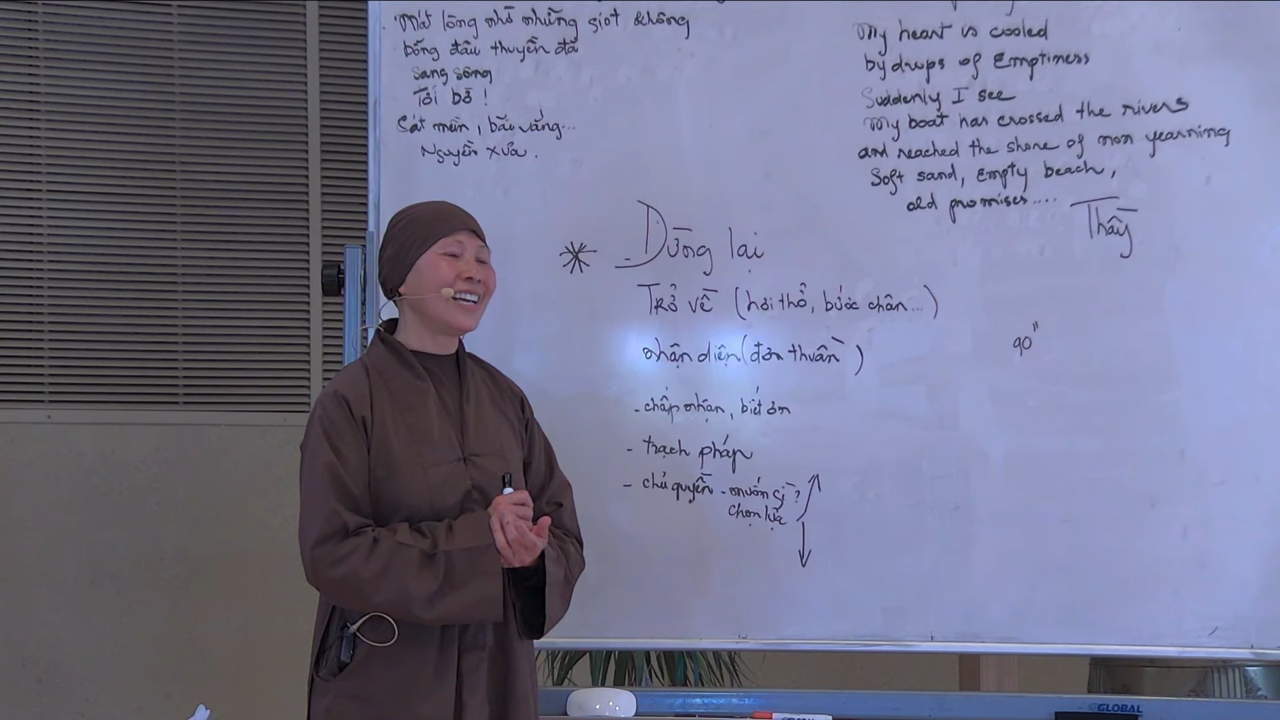 Mát lòng nhờ những giọt không
bỗng đâu thuyền đã
sang sông
Tới bờ !
Cát mềm, bãi vắng...
Nguyền xưa.
My heart is cooled
by drops of Emptiness
Suddenly I see
My boat has crossed the rivers
and reached the shore of non yearning
Soft sand, Empty beach,
old promises....
Thầy
* - Dừng lại
Trở về (hơi thở, bước chân...)
nhận diện (đơn thuần)
90"
- chấp nhận, biết ơn
- trạch pháp
- chủ quyền - muốn gì ?
chọn lựa
GLOBAL
GLOBAL